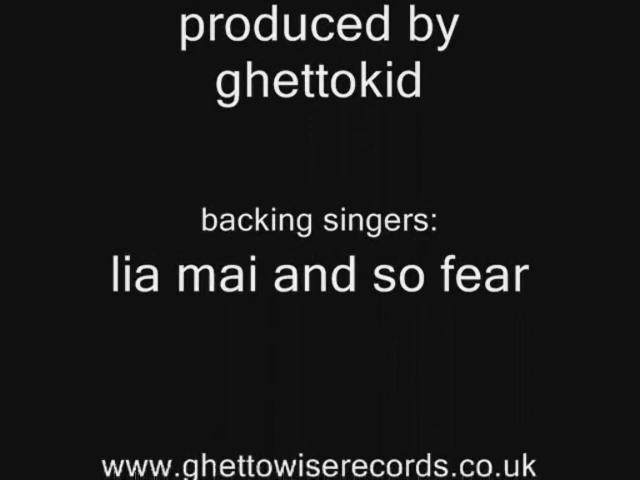 produced by
ghettokid
backing singers:
lia mai and so fear
www.ghettowiserecords.co.uk